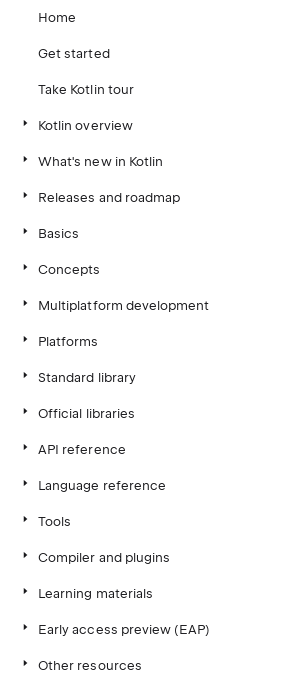 Home
Get started
Take Kotlin tour
Kotlin overview
What's new in Kotlin
Releases and roadmap
Basics
Concepts
Multiplatform development
Platforms
Standard library
Official libraries
API reference
Language reference
Tools
Compiler and plugins
Learning materials
Early access preview (EAP)
Other resources